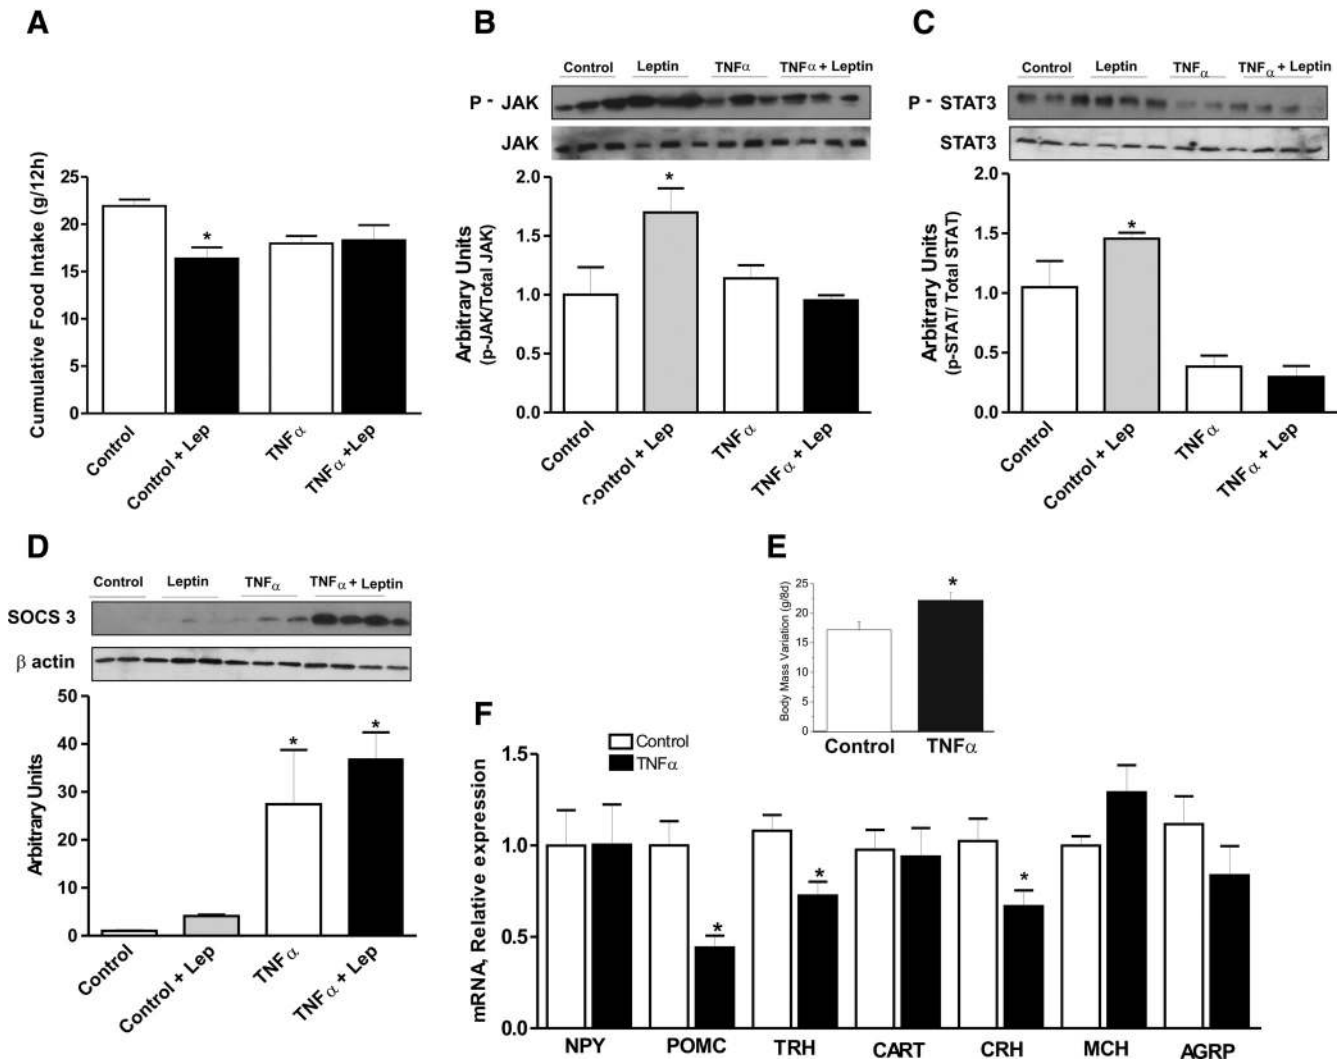 A
Cumulative Food Intake (g/12h)
25
20
15
10
5
0
Control
Control + Lep
TNFα
TNFα +Lep
B
Control Leptin TNFα TNFα + Leptin
P - JAK
JAK
Arbitrary Units
(p-JAK/Total JAK)
2.0
*
1.5
1.0
0.5
0.0
Control
Control + Lep
TNFα
TNFα + Lep
C
Control Leptin TNFα TNFα + Leptin
P - STAT3
STAT3
Arbitrary Units
(p-STAT/ Total STAT)
2.0
1.5
*
1.0
0.5
0.0
Control
Control + Lep
TNFα
TNFα + Lep
D
Control Leptin TNFα TNFα + Leptin
SOCS 3
β actin
Arbitrary Units
50
40
30
20
10
0
* *
Control
Control + Lep
TNFα
TNFα + Lep
E
Body Mass Variation (g/8d)
25
20
15
10
5
0
*
Control TNFα
F
Control
TNFα
mRNA, Relative expression
1.5
1.0
0.5
0.0
* * *
NPY POMC TRH CART CRH MCH AGRP